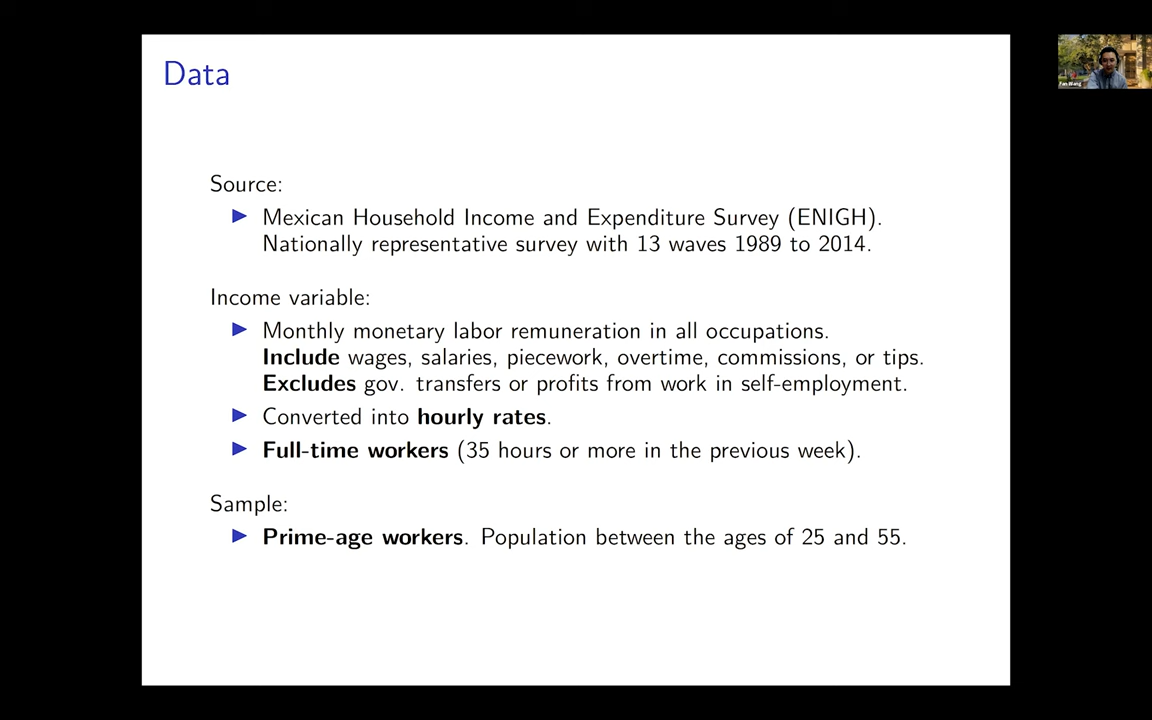 Data
Source:
Mexican Household Income and Expenditure Survey (ENIGH).
Nationally representative survey with 13 waves 1989 to 2014.
Income variable:
Monthly monetary labor remuneration in all occupations.
Include wages, salaries, piecework, overtime, commissions, or tips.
Excludes gov. transfers or profits from work in self-employment.
Converted into hourly rates.
Full-time workers (35 hours or more in the previous week).
Sample:
Prime-age workers. Population between the ages of 25 and 55.
Fan Wang